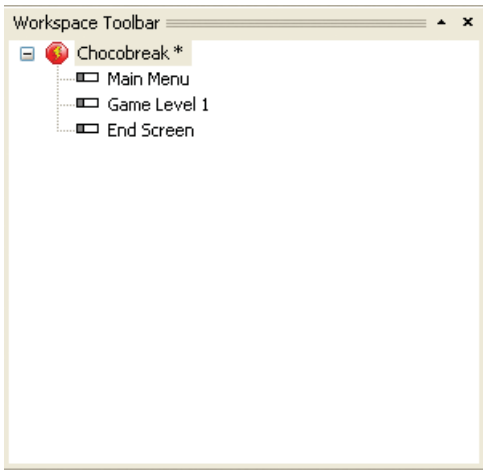 Workspace Toolbar
Chocobreak *
Main Menu
Game Level 1
End Screen